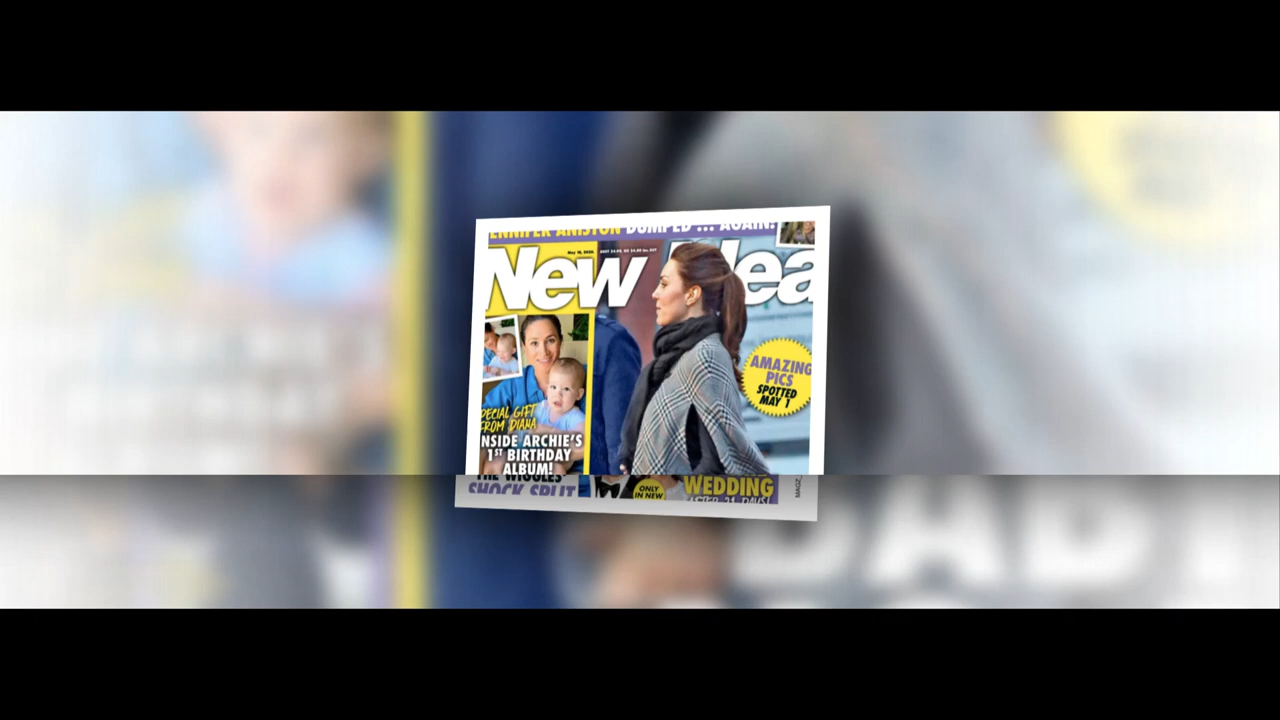 JENNIFER ANISTON DUMPED ... AGAIN!
New Idea
AMAZING
PICS
SPOTTED
MAY 1
SPECIAL GIFT
FROM DIANA
INSIDE ARCHIE'S
1ST BIRTHDAY
ALBUM!
THE WIGGLES
SHOCK SPLIT
ONLY
IN NEW
WEDDING
AFTER 21 DAYS!